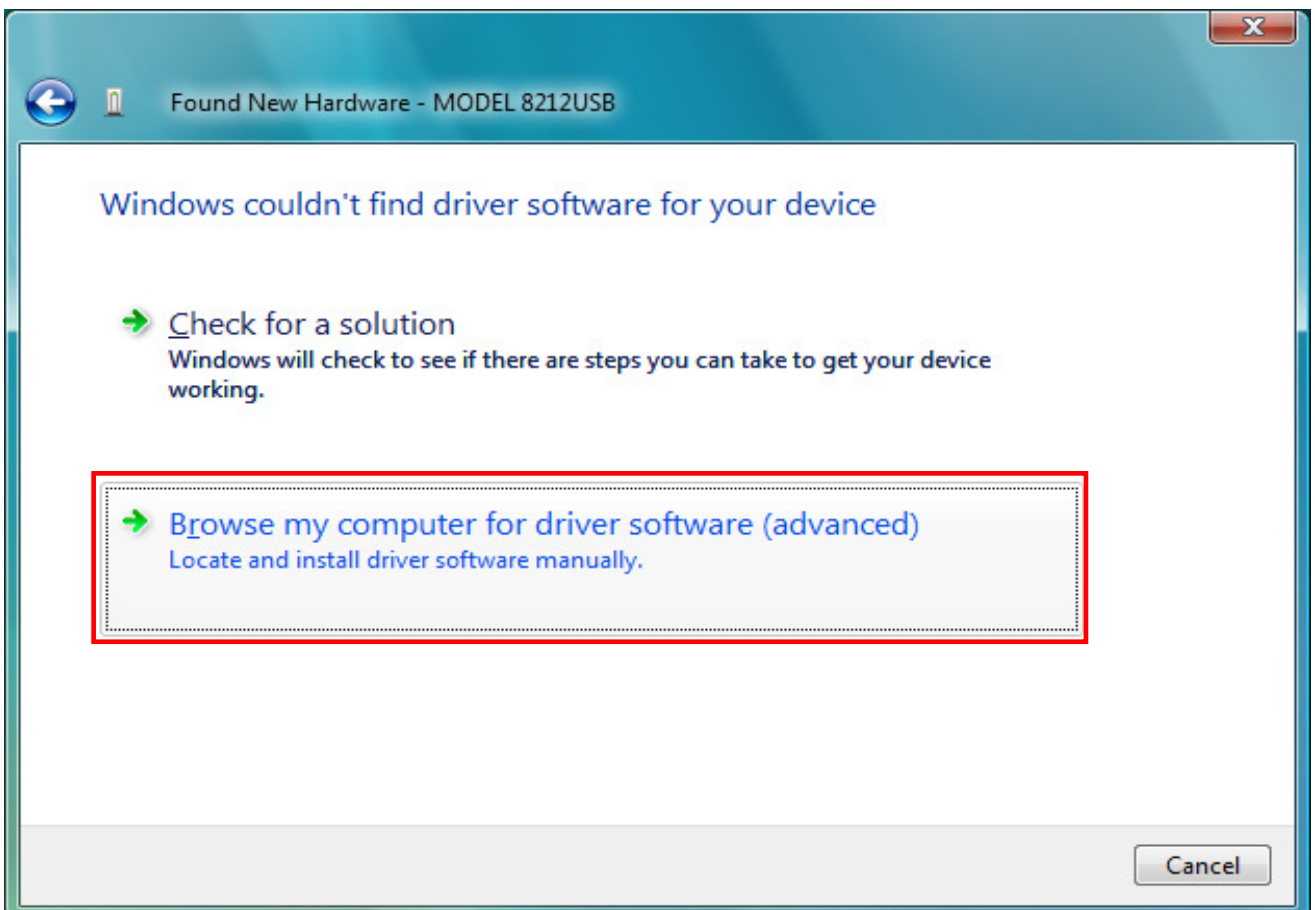 Found New Hardware - MODEL 8212USB
Windows couldn't find driver software for your device
Check for a solution
Windows will check to see if there are steps you can take to get your device
working.
Browse my computer for driver software (advanced)
Locate and install driver software manually.
Cancel